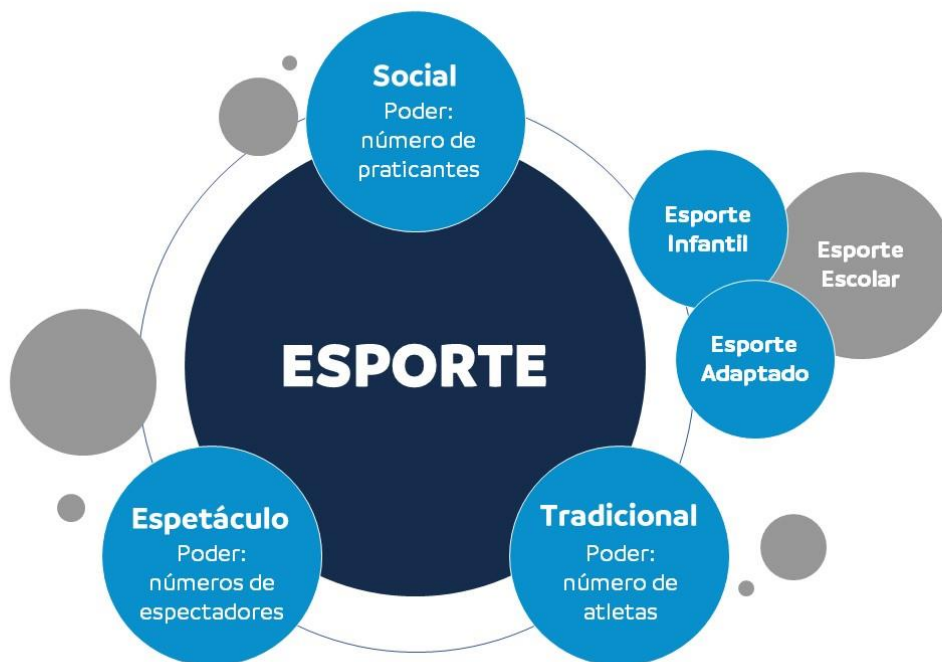 Social
Poder:
número de
praticantes
Esporte
Infantil
Esporte
Escolar
Esporte
Adaptado
ESPORTE
Espetáculo
Poder:
números de
espectadores
Tradicional
Poder:
número de
atletas